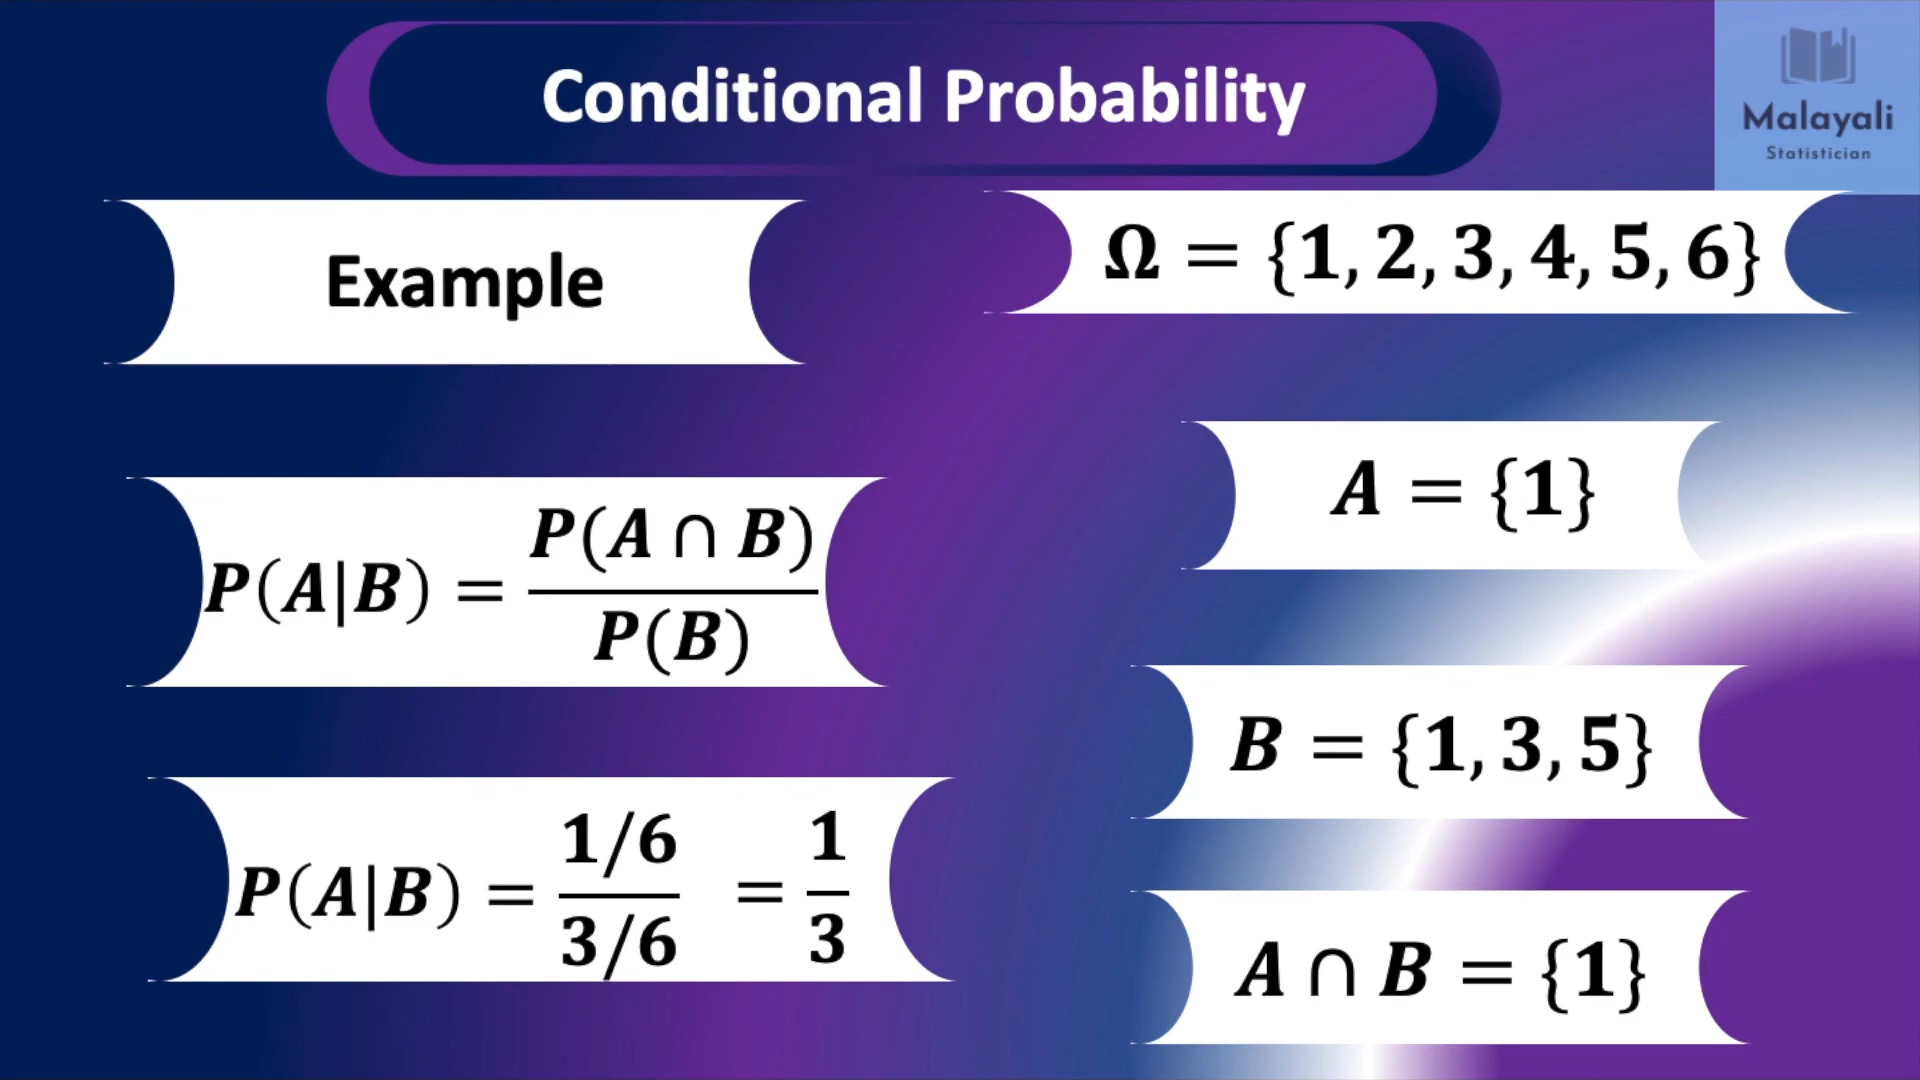 Conditional Probability
Malayali
Statistician
Example
Ω = {1, 2, 3, 4, 5, 6}
A = {1}
P(A|B) = P(A ∩ B) / P(B)
B = {1, 3, 5}
P(A|B) = 1/6 / 3/6 = 1/3
A ∩ B = {1}